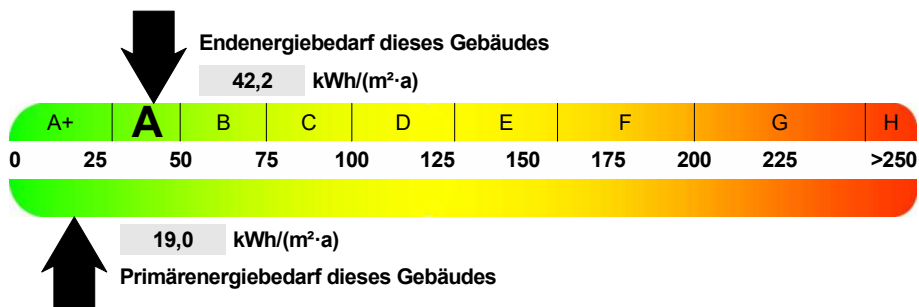 Endenergiebedarf dieses Gebäudes
42,2 kWh/(m²·a)
A+ A B C D E F G H
0 25 50 75 100 125 150 175 200 225 >250
19,0 kWh/(m²·a)
Primärenergiebedarf dieses Gebäudes